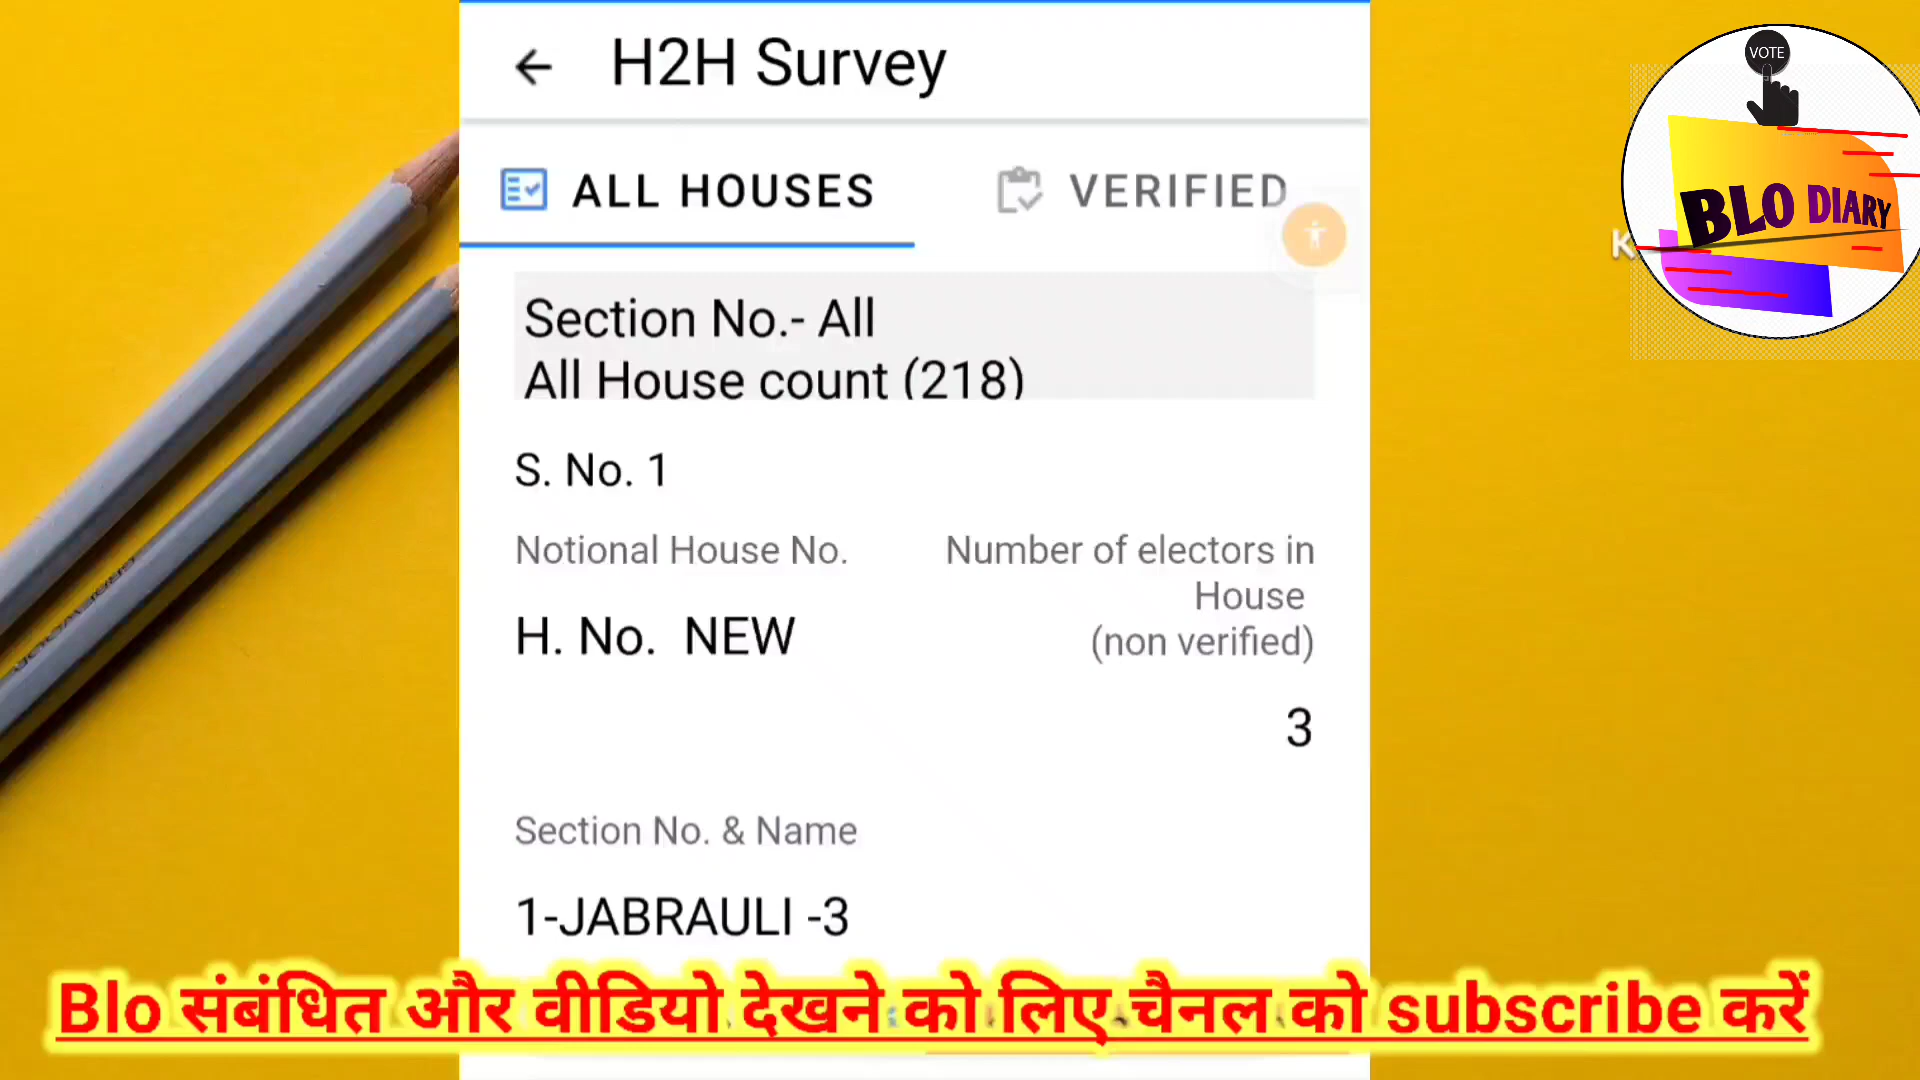 H2H Survey
ALL HOUSES
VERIFIED
Section No.- All
All House count (218)
S. No. 1
Notional House No.
Number of electors in
House
(non verified)
H. No. NEW
3
Section No. & Name
1-JABRAULI -3
VOTE
BLO DIARY
K
Blo संबंधित और वीडियो देखने को लिए चैनल को subscribe करें